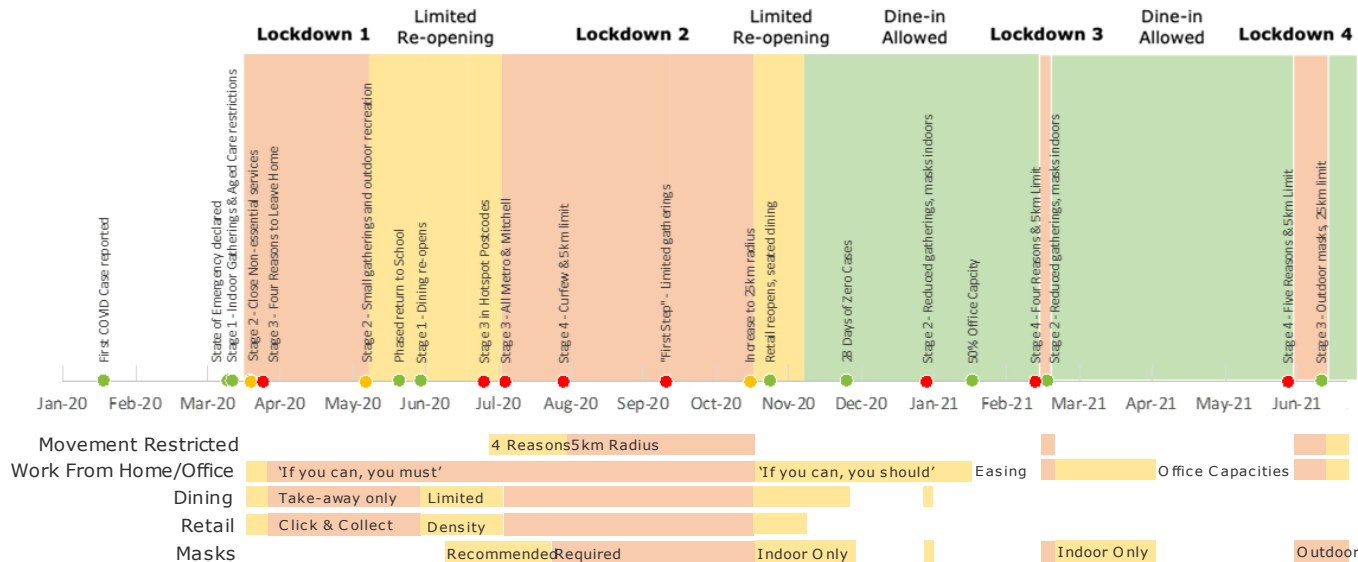 Lockdown 1
Limited
Re-opening
Lockdown 2
Limited
Re-opening
Dine-in
Allowed
Lockdown 3
Dine-in
Allowed
Lockdown 4
First COVID Case reported
State of Emergency declared
Stage 1 - Indoor Gatherings & Aged Care restrictions
Stage 2 - Close Non-essential services
Stage 3 - Four Reasons to Leave Home
Stage 2 - Small gatherings and outdoor recreation
Phased return to School
Stage 1 - Dining re-opens
Stage 3 in Hotspot Postcodes
Stage 3 - All Metro & Mitchell
Stage 4 - Curfew & 5km limit
"First Step" - Limited gatherings
Increase to 25km radius
Retail reopens, seated dining
28 Days of Zero Cases
Stage 2 - Reduced gatherings, masks indoors
50% Office Capcity
Stage 4 - Four Reasons & 5km Limit
Stage 2 - Reduced gatherings, masks indoors
Stage 4 - Five Reasons & 5km Limit
Stage 3 - Outdoor masks, 25km limit
Jan-20 Feb-20 Mar-20 Apr-20 May-20 Jun-20 Jul-20 Aug-20 Sep-20 Oct-20 Nov-20 Dec-20 Jan-21 Feb-21 Mar-21 Apr-21 May-21 Jun-21
Movement Restricted 4 Reasons 5km Radius
Work From Home/Office 'If you can, you must' 'If you can, you should' Easing Office Capacities
Dining Take-away only Limited
Retail Click & Collect Density
Masks Recommended Required Indoor Only Indoor Only Outdoor